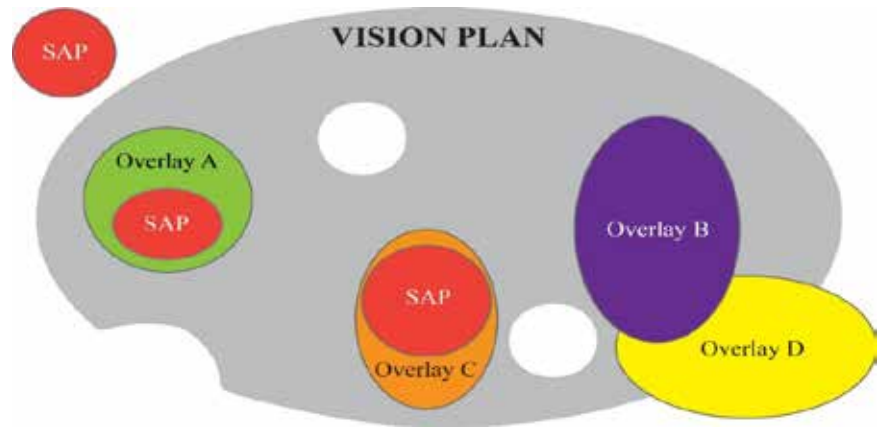 VISION PLAN
SAP
Overlay A
SAP
Overlay B
SAP
Overlay C
Overlay D